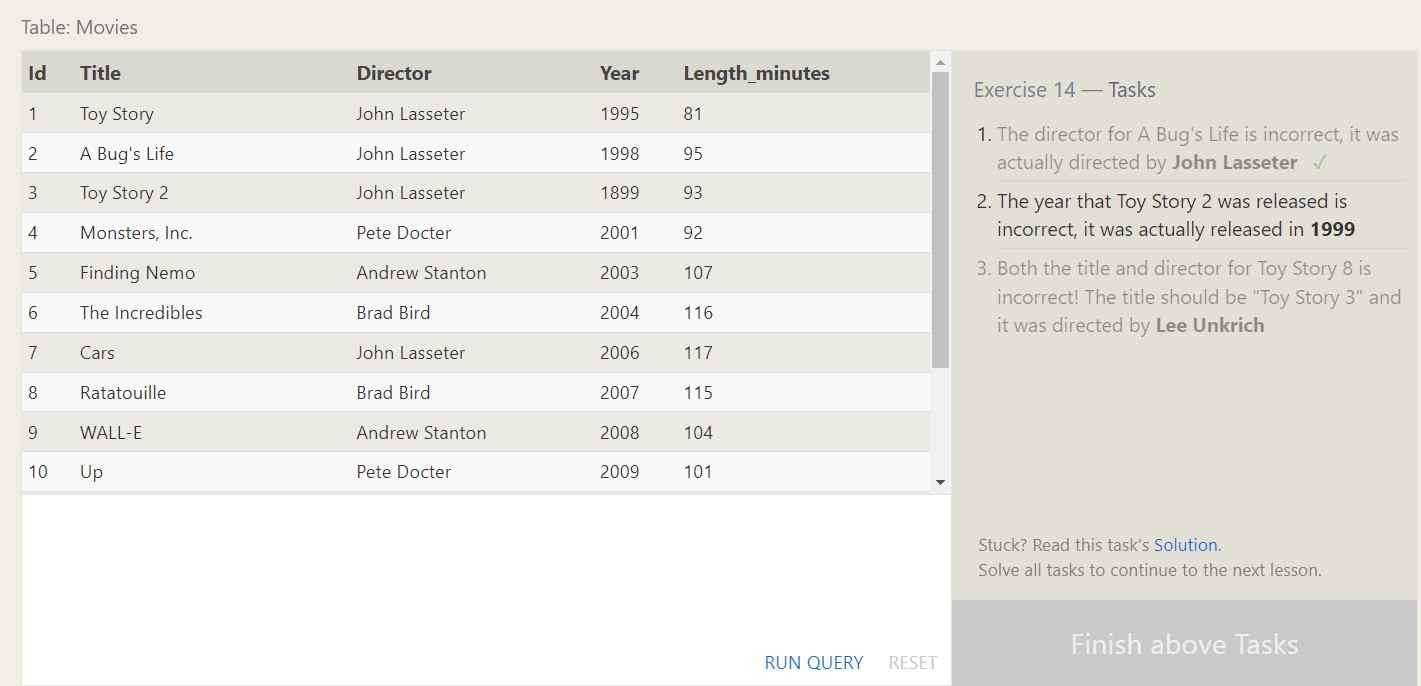 Table: Movies
Id Title Director Year Length_minutes
1 Toy Story John Lasseter 1995 81
2 A Bug's Life John Lasseter 1998 95
3 Toy Story 2 John Lasseter 1899 93
4 Monsters, Inc. Pete Docter 2001 92
5 Finding Nemo Andrew Stanton 2003 107
6 The Incredibles Brad Bird 2004 116
7 Cars John Lasseter 2006 117
8 Ratatouille Brad Bird 2007 115
9 WALL-E Andrew Stanton 2008 104
10 Up Pete Docter 2009 101
RUN QUERY RESET
Exercise 14 — Tasks
1. The director for A Bug's Life is incorrect, it was
actually directed by John Lasseter ✓
2. The year that Toy Story 2 was released is
incorrect, it was actually released in 1999
3. Both the title and director for Toy Story 8 is
incorrect! The title should be "Toy Story 3" and
it was directed by Lee Unkrich
Stuck? Read this task's Solution.
Solve all tasks to continue to the next lesson.
Finish above Tasks